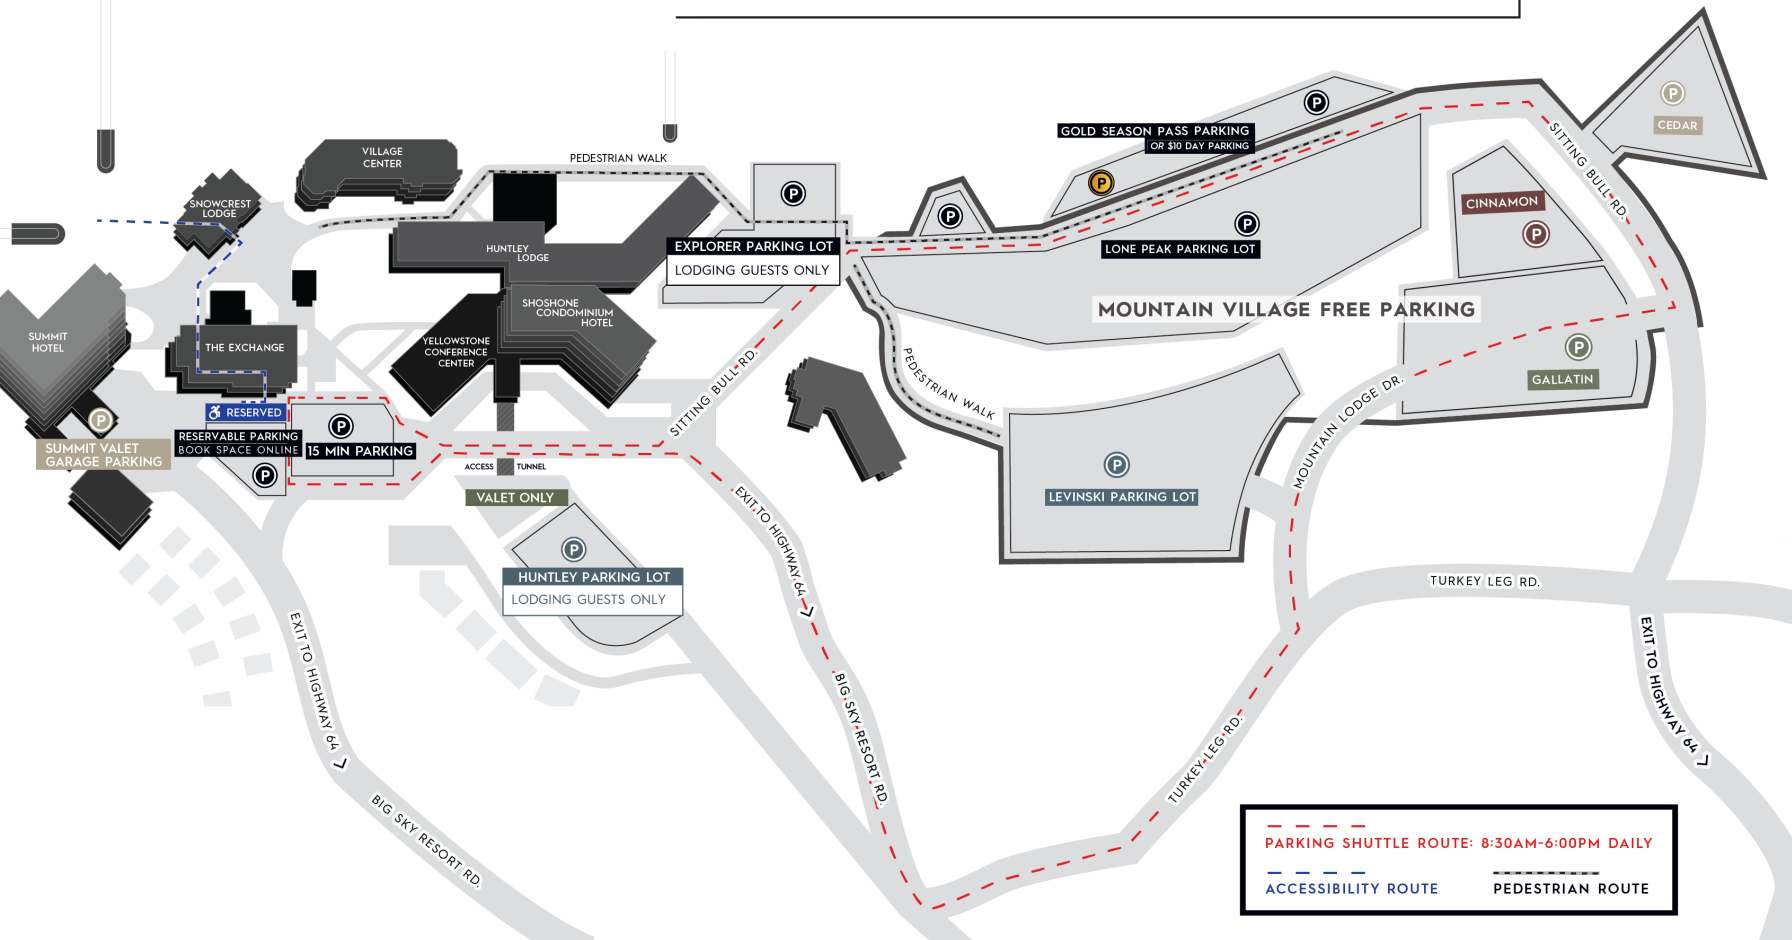 VILLAGE
CENTER
PEDESTRIAN WALK
SNOWCREST
LODGE
HUNTLEY
LODGE
P
EXPLORER PARKING LOT
LODGING GUESTS ONLY
P
GOLD SEASON PASS PARKING
OR $10 DAY PARKING
P
P
P
LONE PEAK PARKING LOT
MOUNTAIN VILLAGE FREE PARKING
P
CEDAR
SITTING BULL RD.
CINNAMON
P
P
GALLATIN
SUMMIT
HOTEL
THE EXCHANGE
SHOSHONE
CONDOMINIUM
HOTEL
YELLOWSTONE
CONFERENCE
CENTER
SITTING BULL RD.
PEDESTRIAN WALK
MOUNTAIN LODGE DR.
P
SUMMIT VALET
GARAGE PARKING
RESERVED
RESERVABLE PARKING
BOOK SPACE ONLINE
P
P
15 MIN PARKING
ACCESS TUNNEL
VALET ONLY
P
HUNTLEY PARKING LOT
LODGING GUESTS ONLY
P
LEVINSKI PARKING LOT
EXIT TO HIGHWAY 64
EXIT TO HIGHWAY 64
BIG SKY RESORT RD.
BIG SKY RESORT RD.
TURKEY LEG RD.
TURKEY LEG RD.
EXIT TO HIGHWAY 64
PARKING SHUTTLE ROUTE: 8:30AM-6:00PM DAILY
ACCESSIBILITY ROUTE
PEDESTRIAN ROUTE